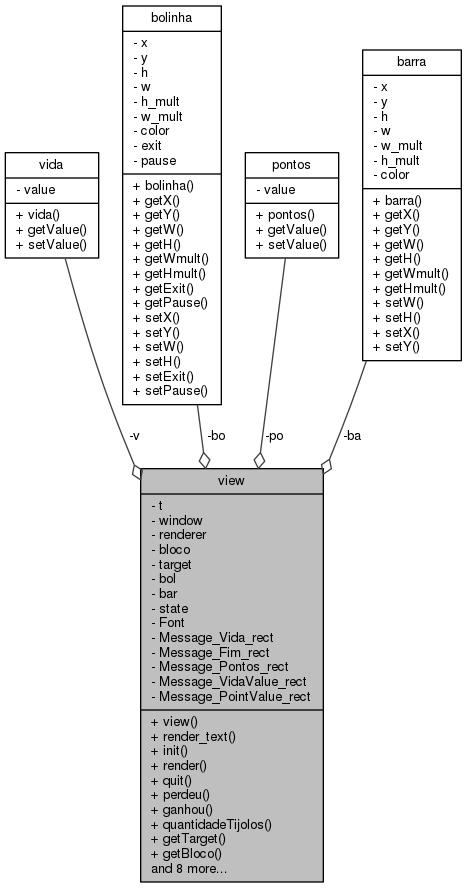 bolinha
- x
- y
- h
- w
- h_mult
- w_mult
- color
- exit
- pause
+ bolinha()
+ getX()
+ getY()
+ getW()
+ getH()
+ getWmult()
+ getHmult()
+ getExit()
+ getPause()
+ setX()
+ setY()
+ setW()
+ setH()
+ setExit()
+ setPause()
barra
- x
- y
- h
- w
- w_mult
- h_mult
- color
+ barra()
+ getX()
+ getY()
+ getW()
+ getH()
+ getWmult()
+ getHmult()
+ setW()
+ setH()
+ setX()
+ setY()
vida
- value
+ vida()
+ getValue()
+ setValue()
pontos
- value
+ pontos()
+ getValue()
+ setValue()
-v
-bo
-po
-ba
view
- t
- window
- renderer
- bloco
- target
- bol
- bar
- state
- Font
- Message_Vida_rect
- Message_Fim_rect
- Message_Pontos_rect
- Message_VidaValue_rect
- Message_PointValue_rect
+ view()
+ render_text()
+ init()
+ render()
+ quit()
+ perdeu()
+ ganhou()
+ quantidadeTijolos()
+ getTarget()
+ getBloco()
and 8 more...